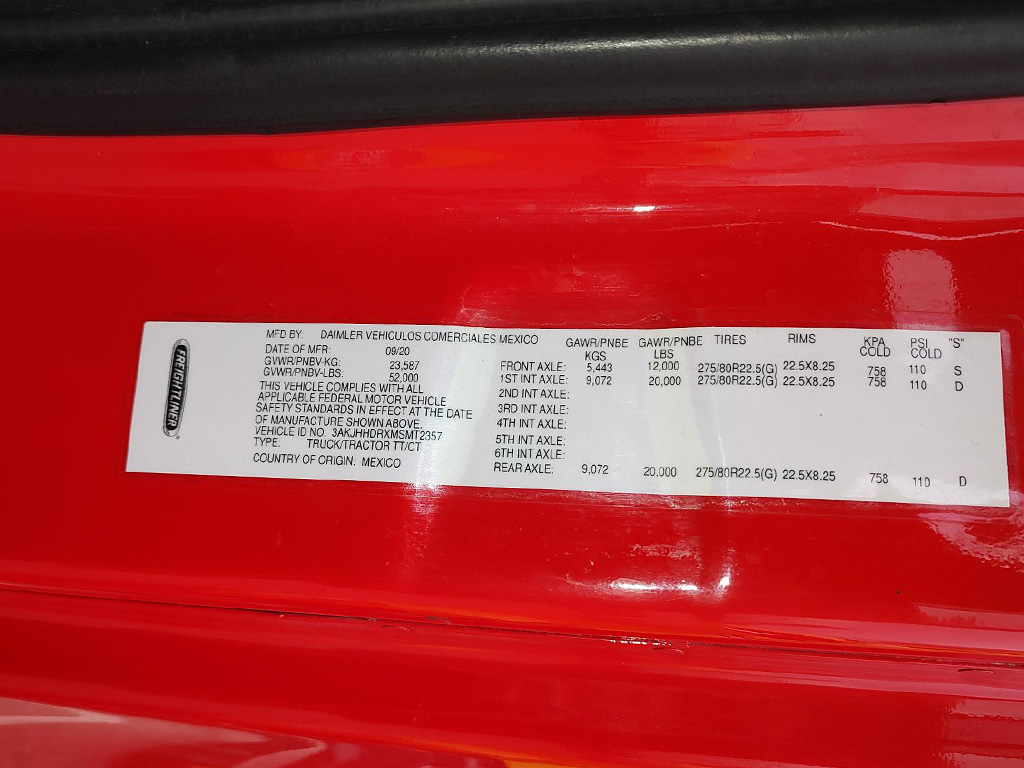 FREIGHTLINER
MFD BY: DAIMLER VEHICULOS COMERCIALES MEXICO
DATE OF MFR: 09/20
GVWR/PNBV-KG: 23,587
GVWR/PNBV-LBS: 52,000
THIS VEHICLE COMPLIES WITH ALL
APPLICABLE FEDERAL MOTOR VEHICLE
SAFETY STANDARDS IN EFFECT AT THE DATE
OF MANUFACTURE SHOWN ABOVE.
VEHICLE ID NO. 3AKJHHDRXMSMT2357
TYPE: TRUCK/TRACTOR TT/CT
COUNTRY OF ORIGIN: MEXICO
GAWR/PNBE KGS GAWR/PNBE LBS TIRES RIMS KPA COLD PSI COLD "S"
FRONT AXLE: 5,443 12,000 275/80R22.5(G) 22.5X8.25 758 110 S
1ST INT AXLE: 9,072 20,000 275/80R22.5(G) 22.5X8.25 758 110 D
2ND INT AXLE:
3RD INT AXLE:
4TH INT AXLE:
5TH INT AXLE:
6TH INT AXLE:
REAR AXLE: 9,072 20,000 275/80R22.5(G) 22.5X8.25 758 110 D